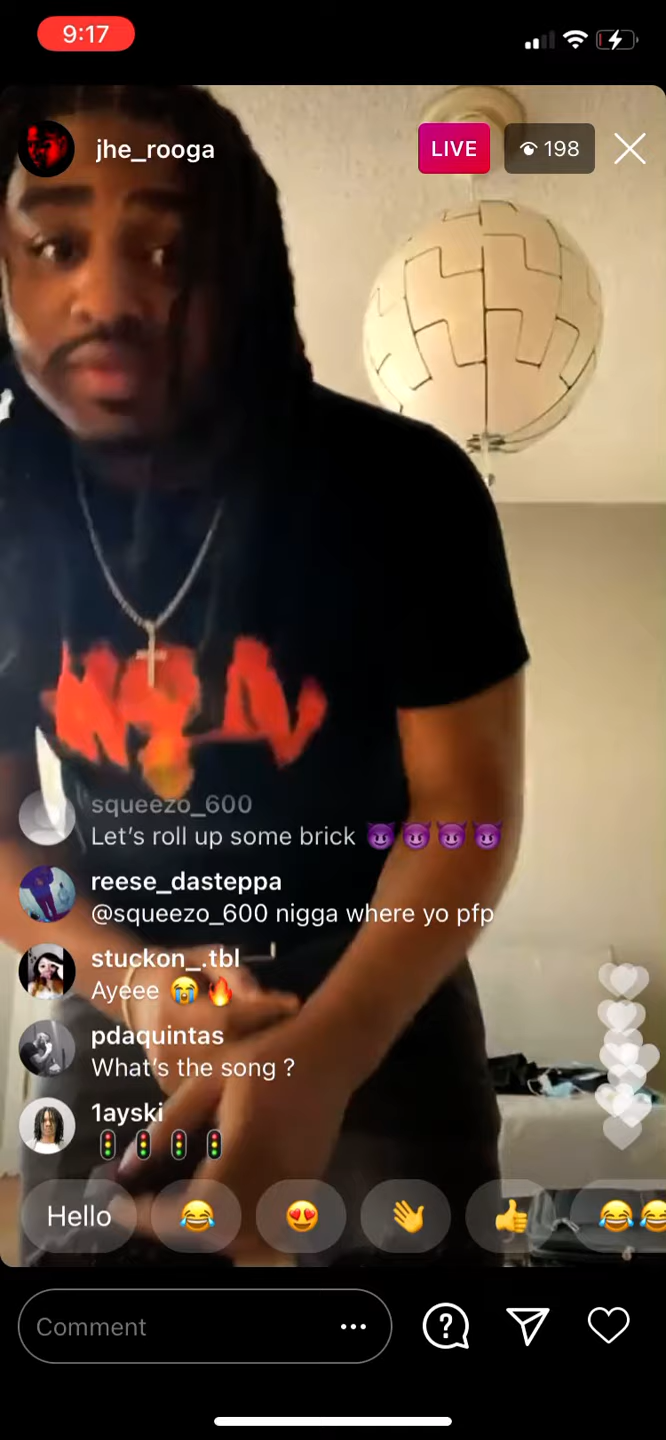 9:17
jhe_rooga
LIVE
198
squeezo_600
Let's roll up some brick 😈😈😈😈
reese_dasteppa
@squeezo_600 nigga where yo pfp
stuckon_.tbl
Ayeee 😭🔥
pdaquintas
What's the song ?
1ayski
🚦🚦🚦🚦
Hello 😂 😍 👋 👍 😂😂
Comment